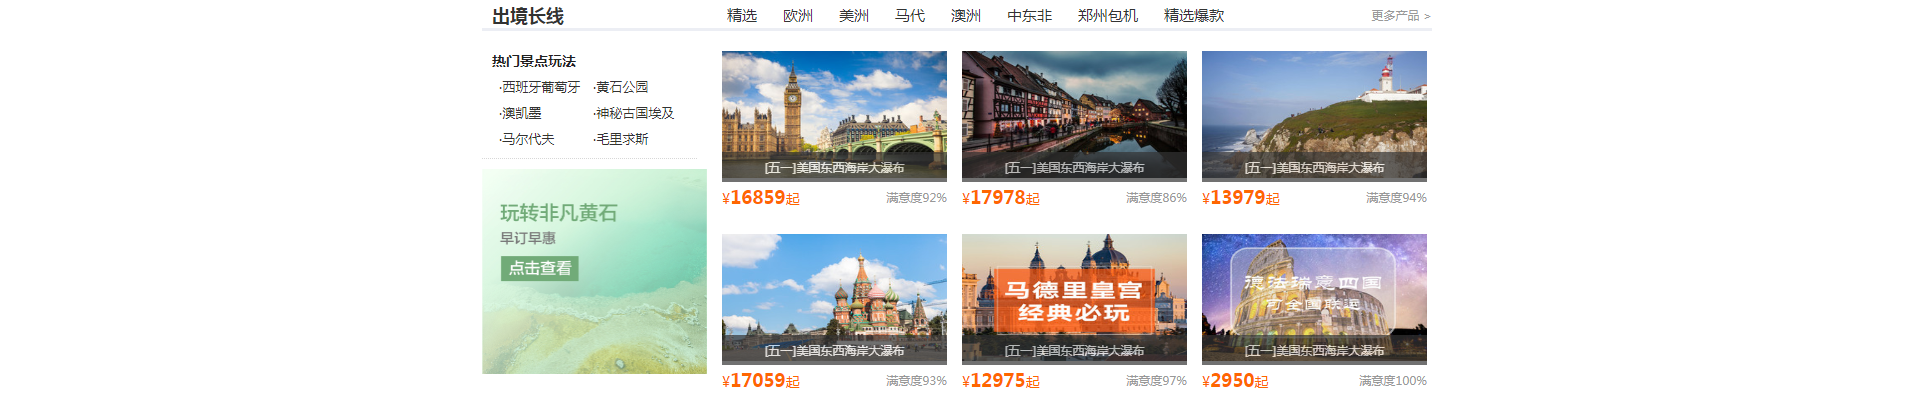 出境长线
精选 欧洲 美洲 马代 澳洲 中东非 郑州包机 精选爆款
更多产品 >
热门景点玩法
·西班牙葡萄牙 ·黄石公园
·澳凯墨 ·神秘古国埃及
·马尔代夫 ·毛里求斯
玩转非凡黄石
早订早惠
点击查看
[五一]美国东西海岸大瀑布
¥16859起 满意度92%
[五一]美国东西海岸大瀑布
¥17978起 满意度86%
[五一]美国东西海岸大瀑布
¥13979起 满意度94%
[五一]美国东西海岸大瀑布
¥17059起 满意度93%
马德里皇宫
经典必玩
[五一]美国东西海岸大瀑布
¥12975起 满意度97%
德法瑞意四国
可全国联运
[五一]美国东西海岸大瀑布
¥2950起 满意度100%